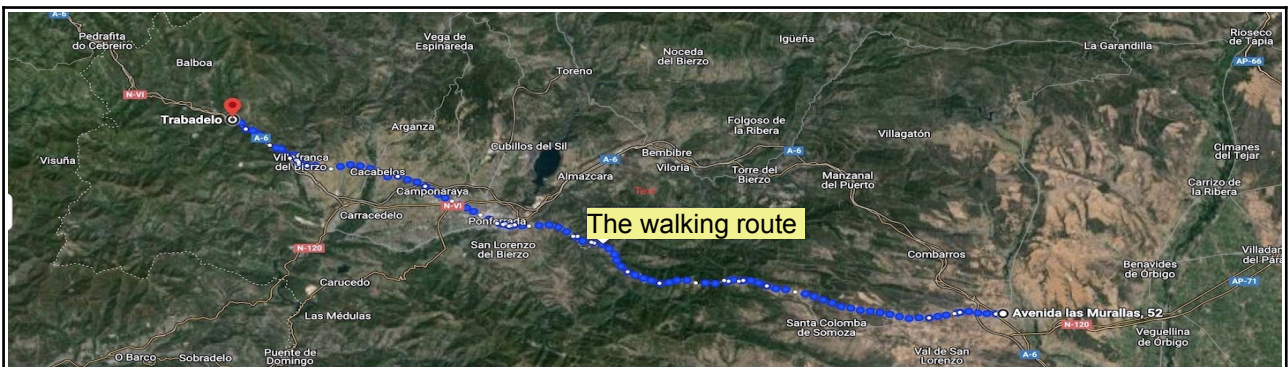 A-6
Pedrafita
do Cebreiro
Balboa
N-VI
Trabadelo
A-6
Visuña
Villafranca
del Bierzo
Vega de
Espinareda
Arganza
Cacabelos
Camponaraya
Carracedelo
N-VI
N-120
Carucedo
Las Médulas
O Barco
Sobradelo
Puente de
Domingo
Toreno
Cubillos del Sil
Noceda
del Bierzo
Igüeña
A-6
Bembibre
Almazcara
Viloria
Text
Folgoso de
la Ribera
A-6
Torre del
Bierzo
Villagatón
Manzanal
del Puerto
Ponferrada
San Lorenzo
del Bierzo
The walking route
Combarros
Santa Colomba
de Somoza
Val de San
Lorenzo
Avenida las Murallas, 52
N-120
A-6
La Garandilla
Rioseco
de Tapia
AP-66
Cimanes
del Tejar
Carrizo de
la Ribera
Benavides
de Órbigo
Villadan
del Pára
AP-71
Veguellina
de Órbigo